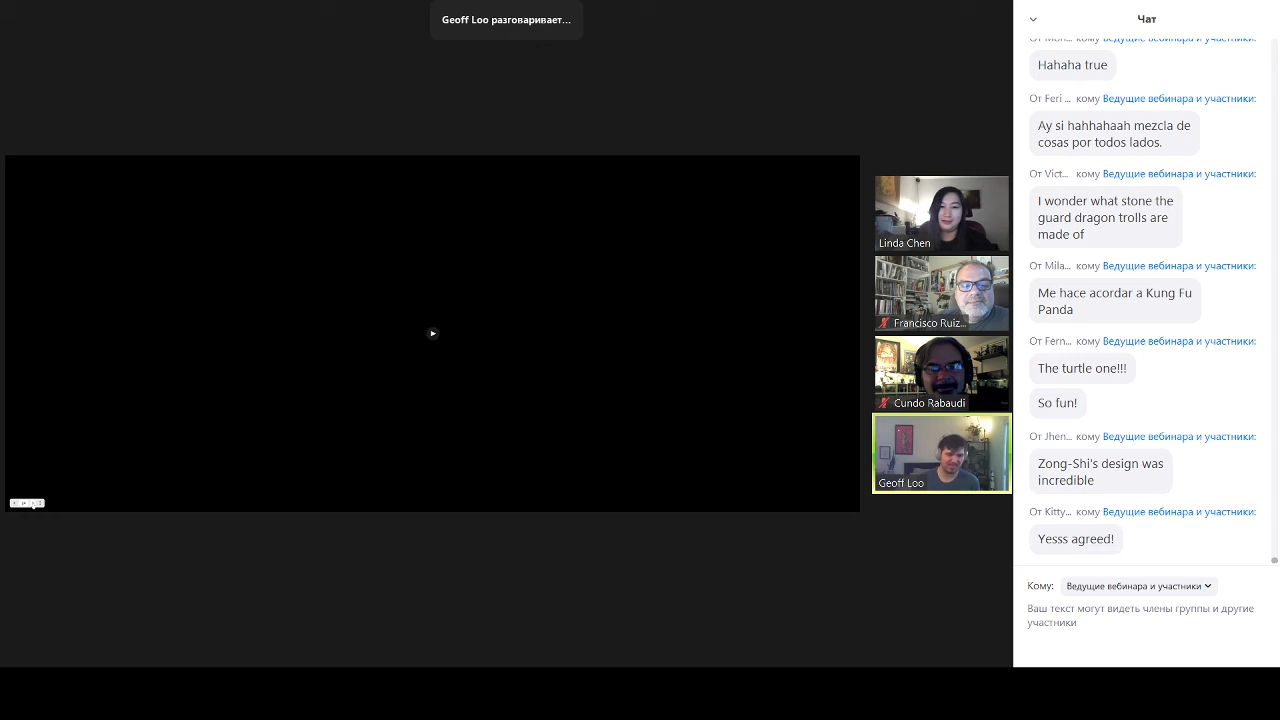 Geoff Loo разговаривает...
Чат
Hahaha true
От Feri ... кому Ведущие вебинара и участники:
Ay si hahhahaah mezcla de
cosas por todos lados.
От Vict... кому Ведущие вебинара и участники:
I wonder what stone the
guard dragon trolls are
made of
От Mila... кому Ведущие вебинара и участники:
Me hace acordar a Kung Fu
Panda
От Fern... кому Ведущие вебинара и участники:
The turtle one!!!
So fun!
От Jhen... кому Ведущие вебинара и участники:
Zong-Shi's design was
incredible
От Kitty... кому Ведущие вебинара и участники:
Yesss agreed!
Кому: Ведущие вебинара и участники
Ваш текст могут видеть члены группы и другие
участники
Linda Chen
Francisco Ruiz...
Cundo Rabaudi
Geoff Loo